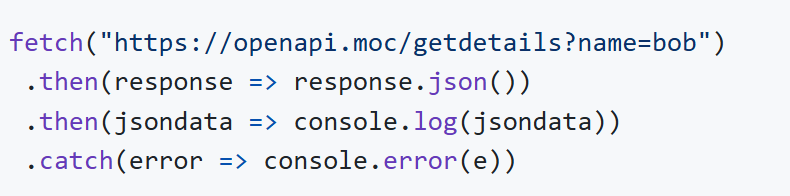 fetch("https://openapi.moc/getdetails?name=bob")
.then(response => response.json())
.then(jsondata => console.log(jsondata))
.catch(error => console.error(e))